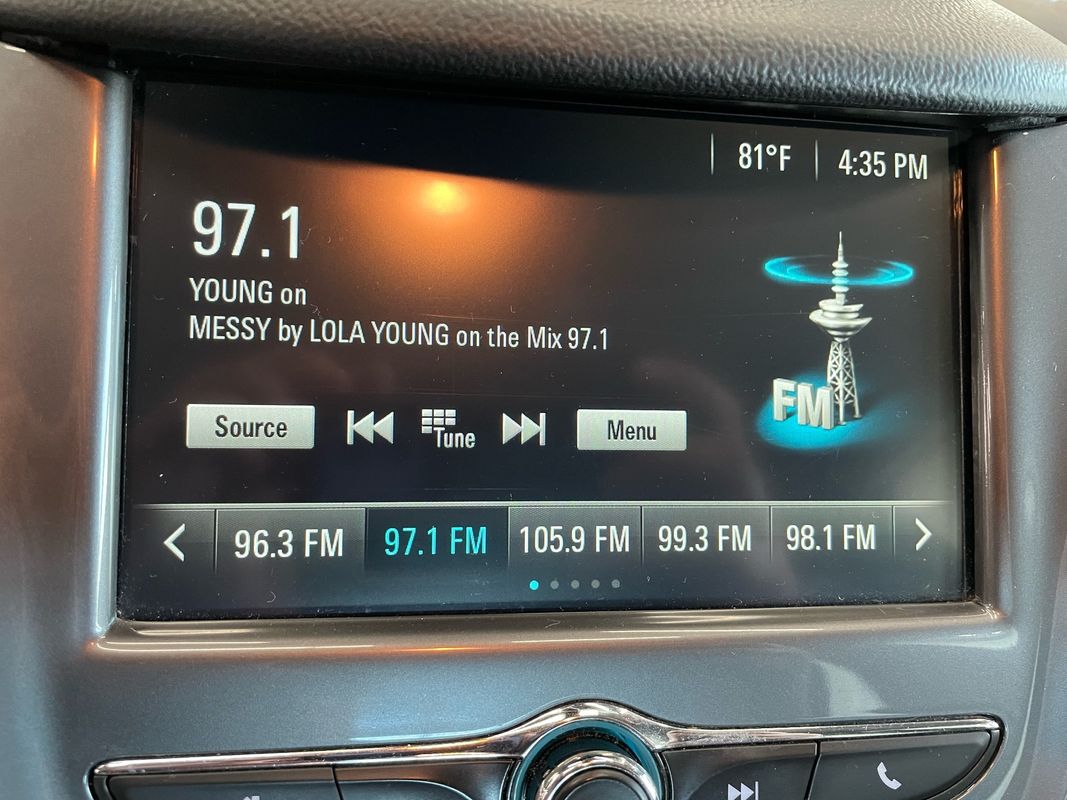 81°F 4:35 PM
97.1
YOUNG on
MESSY by LOLA YOUNG on the Mix 97.1
FM
Source Tune Menu
96.3 FM 97.1 FM 105.9 FM 99.3 FM 98.1 FM